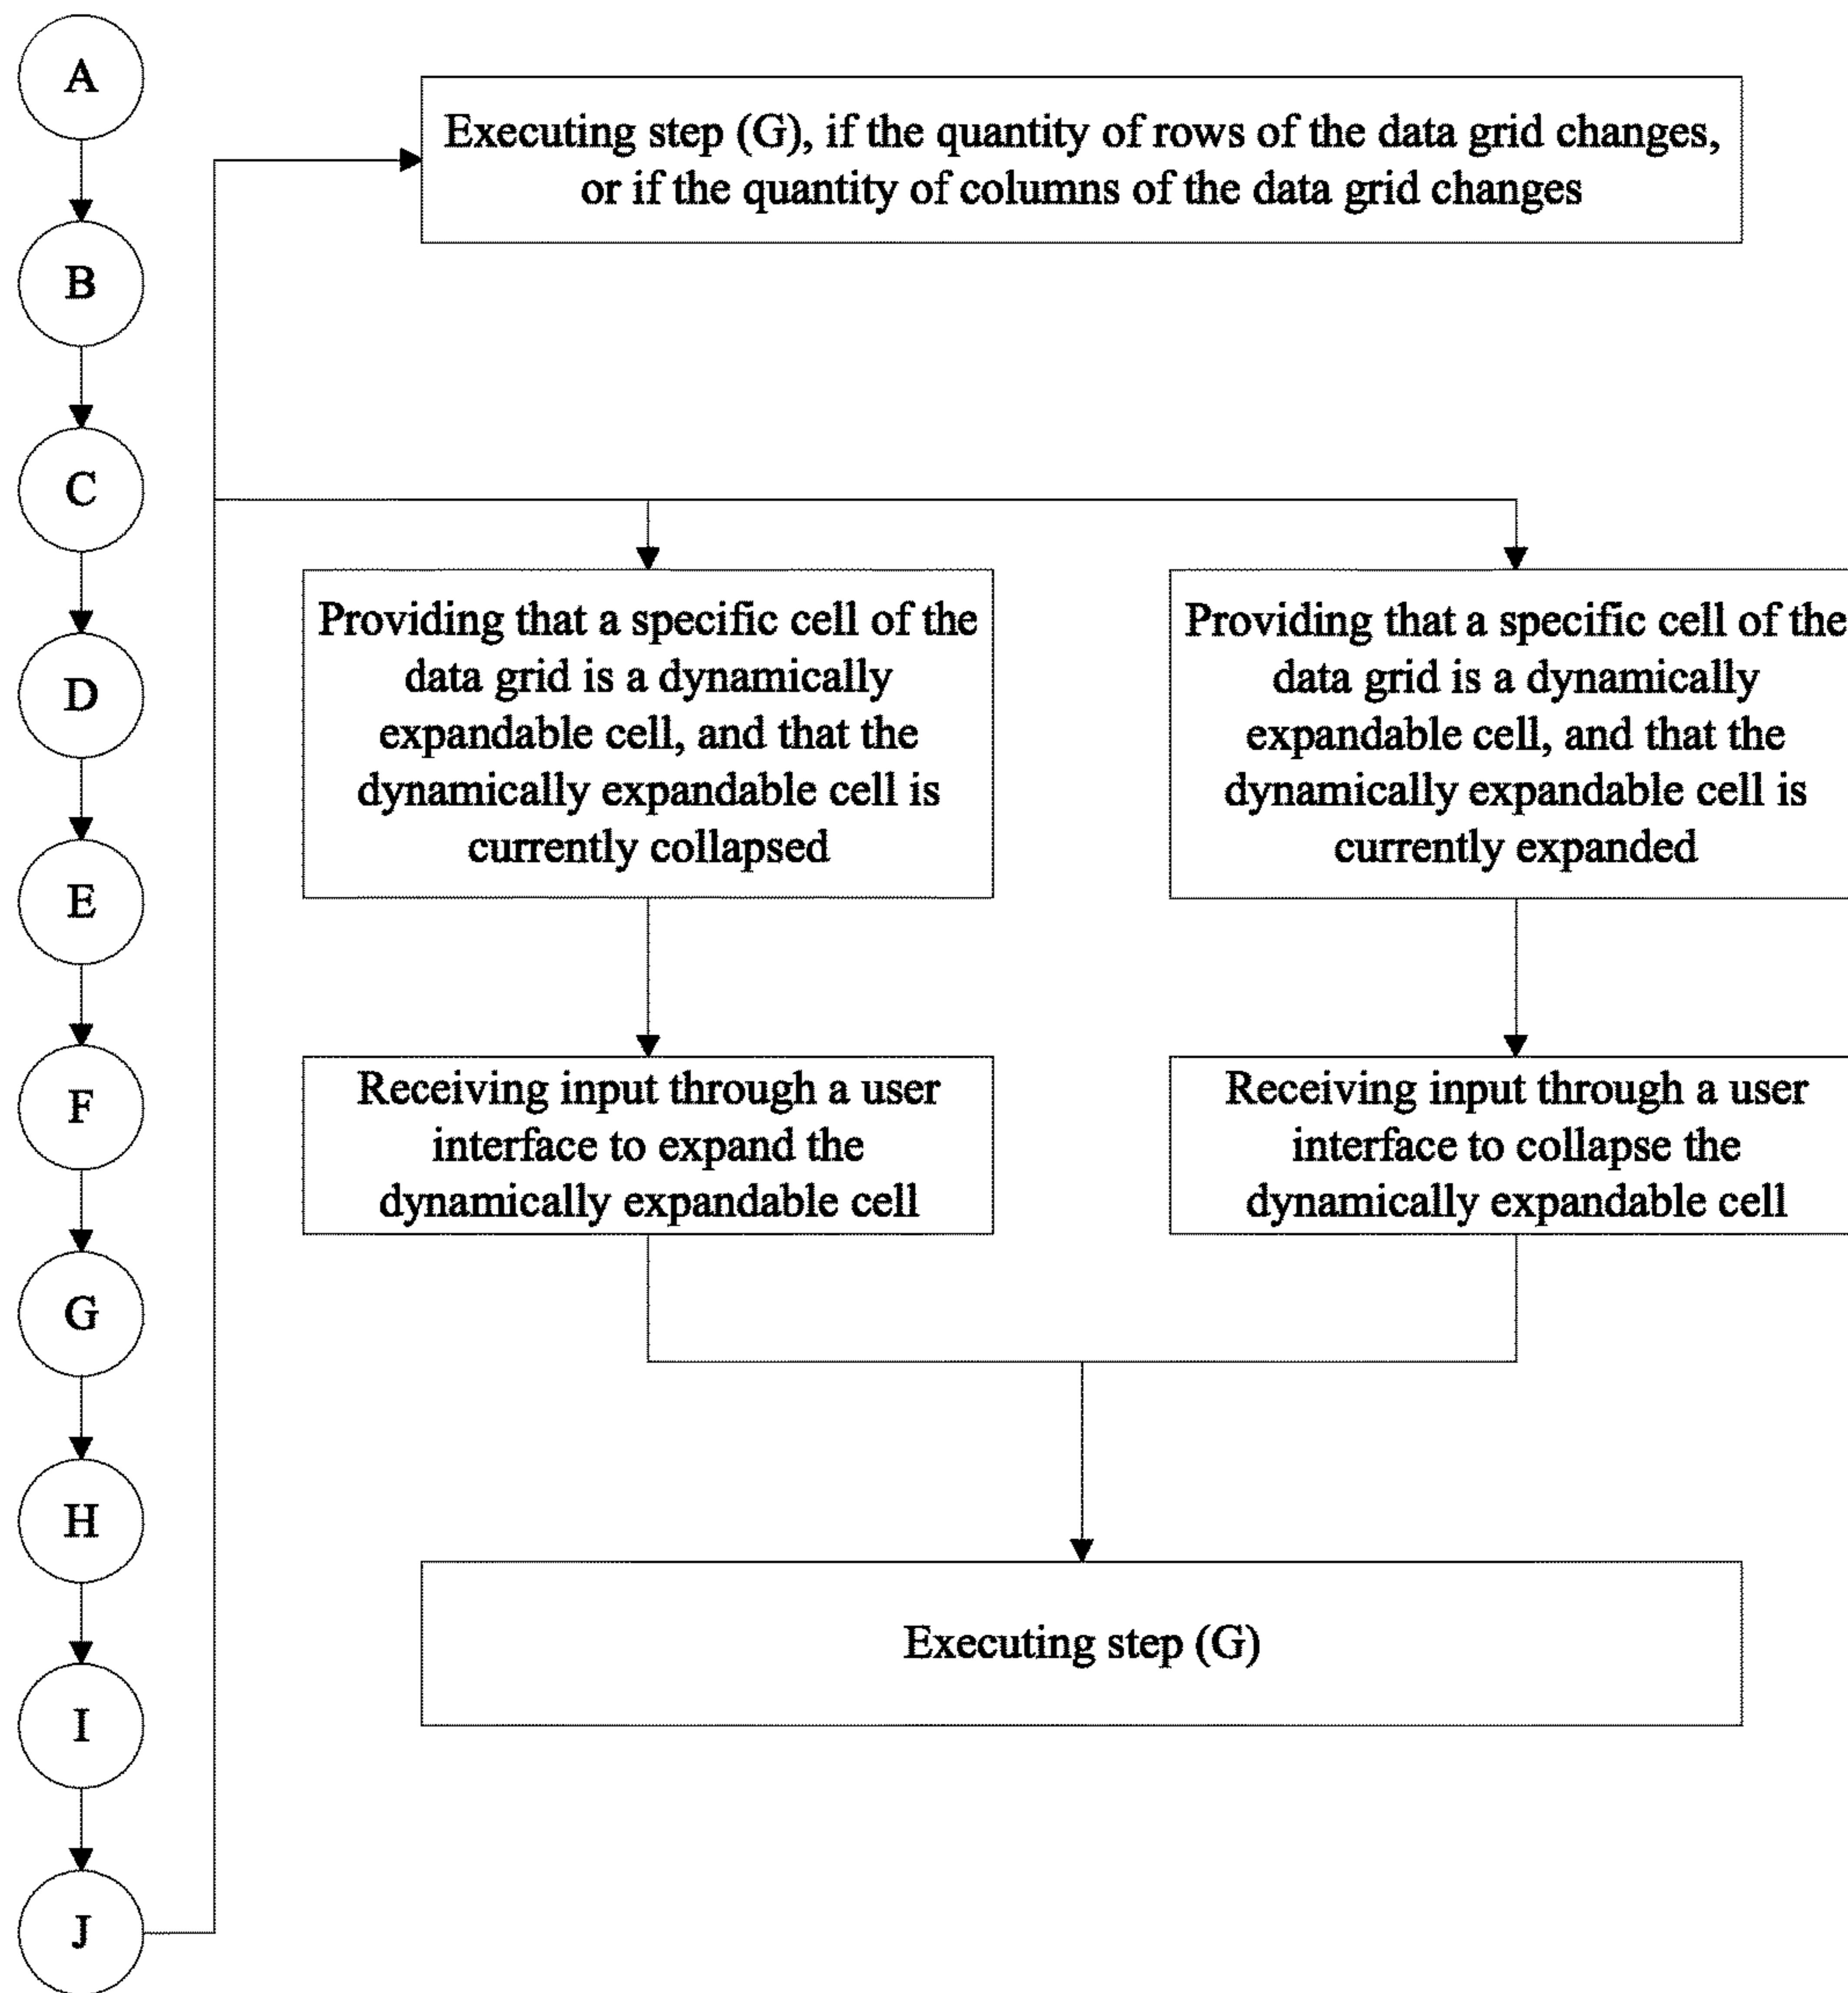 A
B
C
D
E
F
G
H
I
J
Executing step (G), if the quantity of rows of the data grid changes,
or if the quantity of columns of the data grid changes
Providing that a specific cell of the
data grid is a dynamically
expandable cell, and that the
dynamically expandable cell is
currently collapsed
Providing that a specific cell of the
data grid is a dynamically
expandable cell, and that the
dynamically expandable cell is
currently expanded
Receiving input through a user
interface to expand the
dynamically expandable cell
Receiving input through a user
interface to collapse the
dynamically expandable cell
Executing step (G)